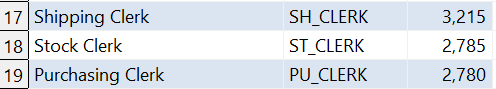 17 Shipping Clerk SH_CLERK 3,215
18 Stock Clerk ST_CLERK 2,785
19 Purchasing Clerk PU_CLERK 2,780